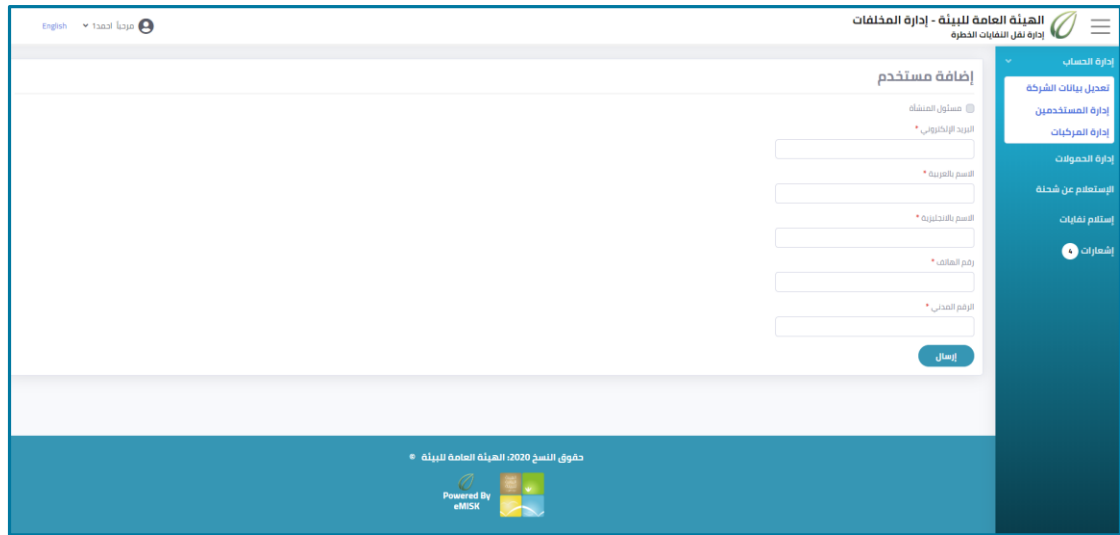 الهيئة العامة للبيئة - إدارة المخلفات
إدارة نقل النفايات الخطرة
مرحباً احمد1
English
إدارة الحساب
تعديل بيانات الشركة
إدارة المستخدمين
إدارة المركبات
إدارة الحمولات
الإستعلام عن شحنة
إستلام نفايات
إشعارات 4
إضافة مستخدم
مسئول المنشأة
البريد الإلكتروني *
الاسم بالعربية *
الاسم بالانجليزية *
رقم الهاتف *
الرقم المدني *
إرسال
حقوق النسخ 2020: الهيئة العامة للبيئة ©
Powered By
eMISK